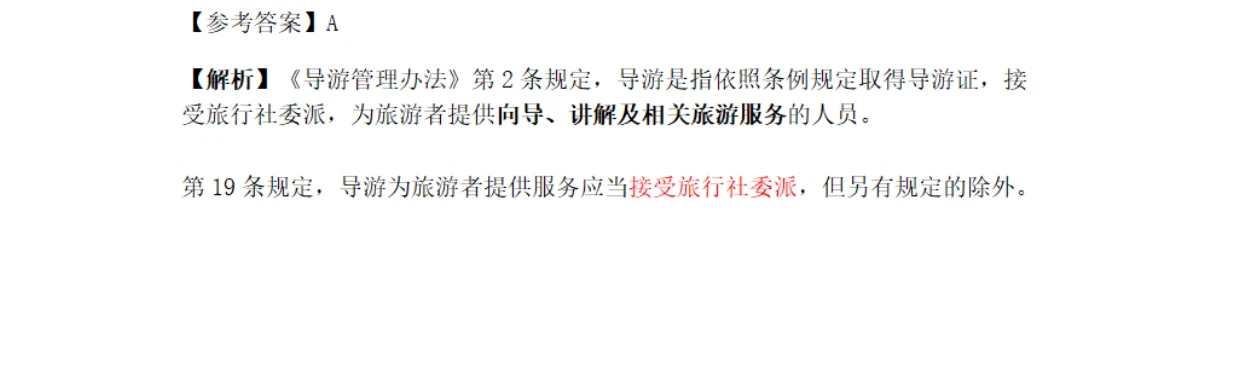 【参考答案】A
【解析】《导游管理办法》第 2 条规定，导游是指依照条例规定取得导游证，接
受旅行社委派，为旅游者提供向导、讲解及相关旅游服务的人员。
第 19 条规定，导游为旅游者提供服务应当接受旅行社委派，但另有规定的除外。